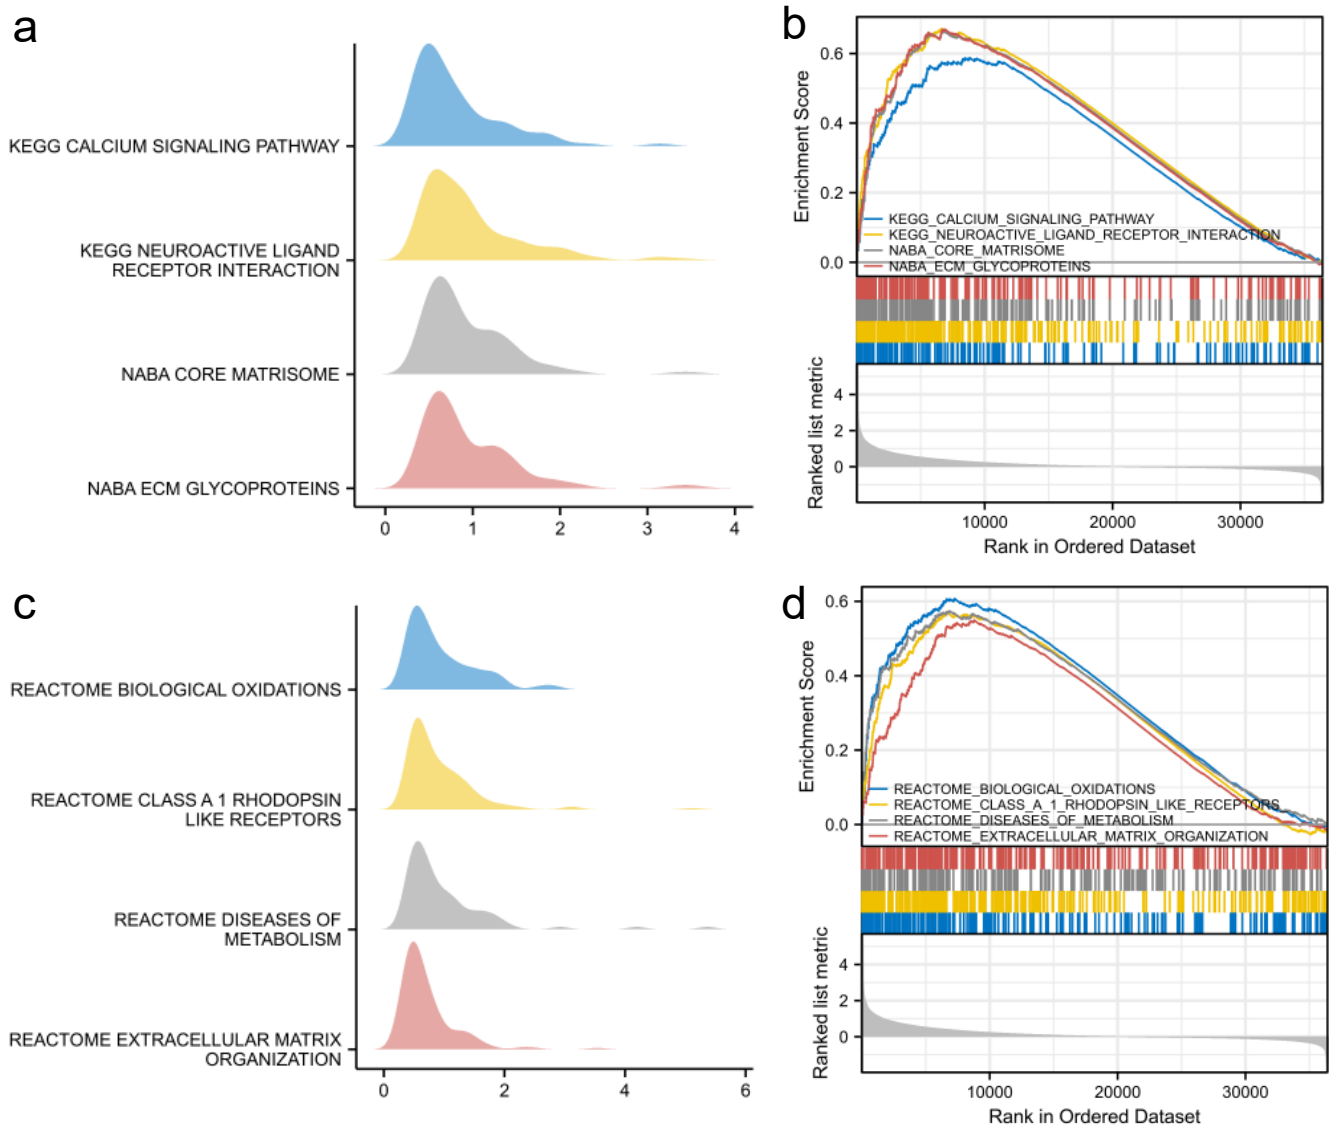 a
KEGG CALCIUM SIGNALING PATHWAY
KEGG NEUROACTIVE LIGAND
RECEPTOR INTERACTION
NABA CORE MATRISOME
NABA ECM GLYCOPROTEINS
0 1 2 3 4
b
Enrichment Score
0.6
0.4
0.2
0.0
KEGG_CALCIUM_SIGNALING_PATHWAY
KEGG_NEUROACTIVE_LIGAND_RECEPTOR_INTERACTION
NABA_CORE_MATRISOME
NABA_ECM_GLYCOPROTEINS
Ranked list metric
4
2
0
10000 20000 30000
Rank in Ordered Dataset
c
REACTOME BIOLOGICAL OXIDATIONS
REACTOME CLASS A 1 RHODOPSIN
LIKE RECEPTORS
REACTOME DISEASES OF
METABOLISM
REACTOME EXTRACELLULAR MATRIX
ORGANIZATION
0 2 4 6
d
Enrichment Score
0.6
0.4
0.2
0.0
REACTOME_BIOLOGICAL_OXIDATIONS
REACTOME_CLASS_A_1_RHODOPSIN_LIKE_RECEPTORS
REACTOME_DISEASES_OF_METABOLISM
REACTOME_EXTRACELLULAR_MATRIX_ORGANIZATION
Ranked list metric
4
2
0
10000 20000 30000
Rank in Ordered Dataset